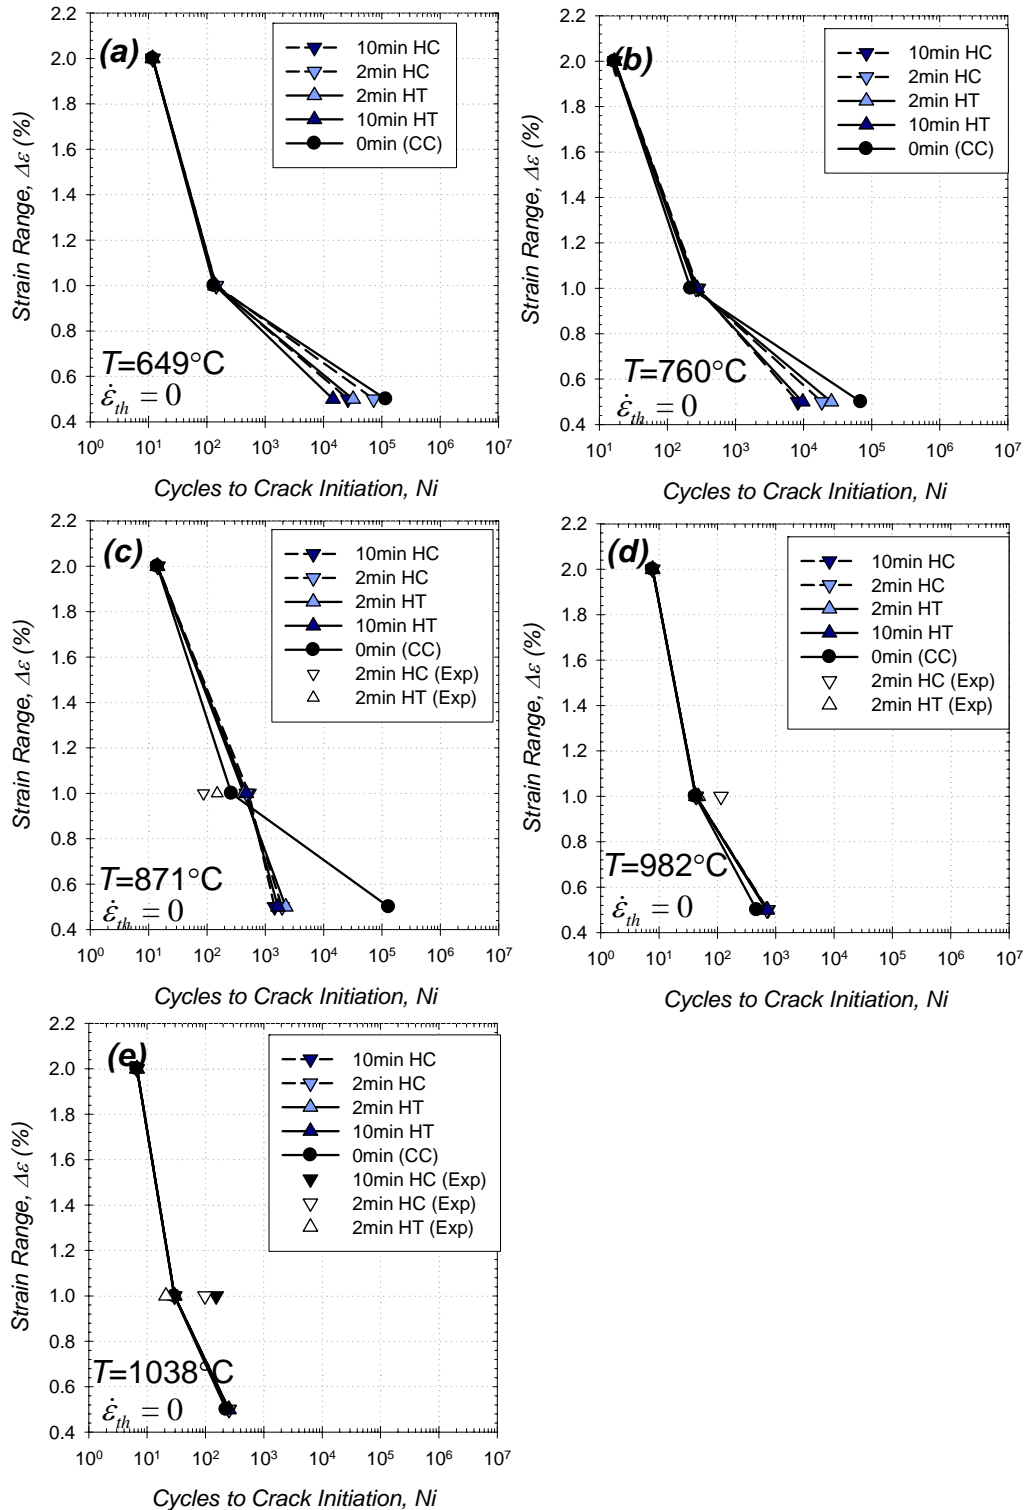 (a)
2.2
2.0
1.8
1.6
1.4
1.2
1.0
0.8
0.6
0.4
Strain Range, Δε (%)
10min HC
2min HC
2min HT
10min HT
0min (CC)
T=649°C
ε̇th = 0
10⁰ 10¹ 10² 10³ 10⁴ 10⁵ 10⁶ 10⁷
Cycles to Crack Initiation, Ni
(b)
2.2
2.0
1.8
1.6
1.4
1.2
1.0
0.8
0.6
0.4
Strain Range, Δε (%)
10min HC
2min HC
2min HT
10min HT
0min (CC)
T=760°C
ε̇th = 0
10¹ 10² 10³ 10⁴ 10⁵ 10⁶ 10⁷
Cycles to Crack Initiation, Ni
(c)
2.2
2.0
1.8
1.6
1.4
1.2
1.0
0.8
0.6
0.4
Strain Range, Δε (%)
10min HC
2min HC
2min HT
10min HT
0min (CC)
2min HC (Exp)
2min HT (Exp)
T=871°C
ε̇th = 0
10⁰ 10¹ 10² 10³ 10⁴ 10⁵ 10⁶ 10⁷
Cycles to Crack Initiation, Ni
(d)
2.2
2.0
1.8
1.6
1.4
1.2
1.0
0.8
0.6
0.4
Strain Range, Δε (%)
10min HC
2min HC
2min HT
10min HT
0min (CC)
2min HC (Exp)
2min HT (Exp)
T=982°C
ε̇th = 0
10⁰ 10¹ 10² 10³ 10⁴ 10⁵ 10⁶ 10⁷
Cycles to Crack Initiation, Ni
(e)
2.2
2.0
1.8
1.6
1.4
1.2
1.0
0.8
0.6
0.4
Strain Range, Δε (%)
10min HC
2min HC
2min HT
10min HT
0min (CC)
10min HC (Exp)
2min HC (Exp)
2min HT (Exp)
T=1038°C
ε̇th = 0
10⁰ 10¹ 10² 10³ 10⁴ 10⁵ 10⁶ 10⁷
Cycles to Crack Initiation, Ni